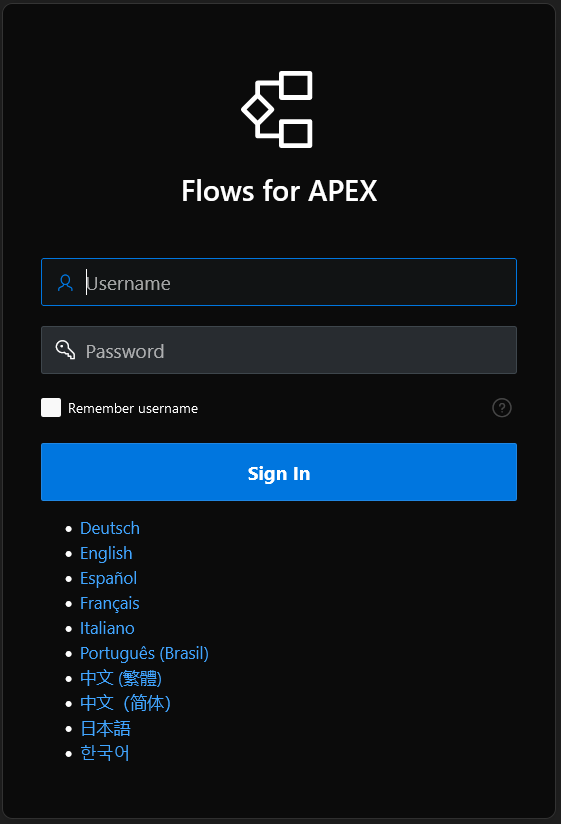 Flows for APEX
Username
Password
Remember username
?
Sign In
Deutsch
English
Español
Français
Italiano
Português (Brasil)
中文 (繁體)
中文（简体）
日本語
한국어